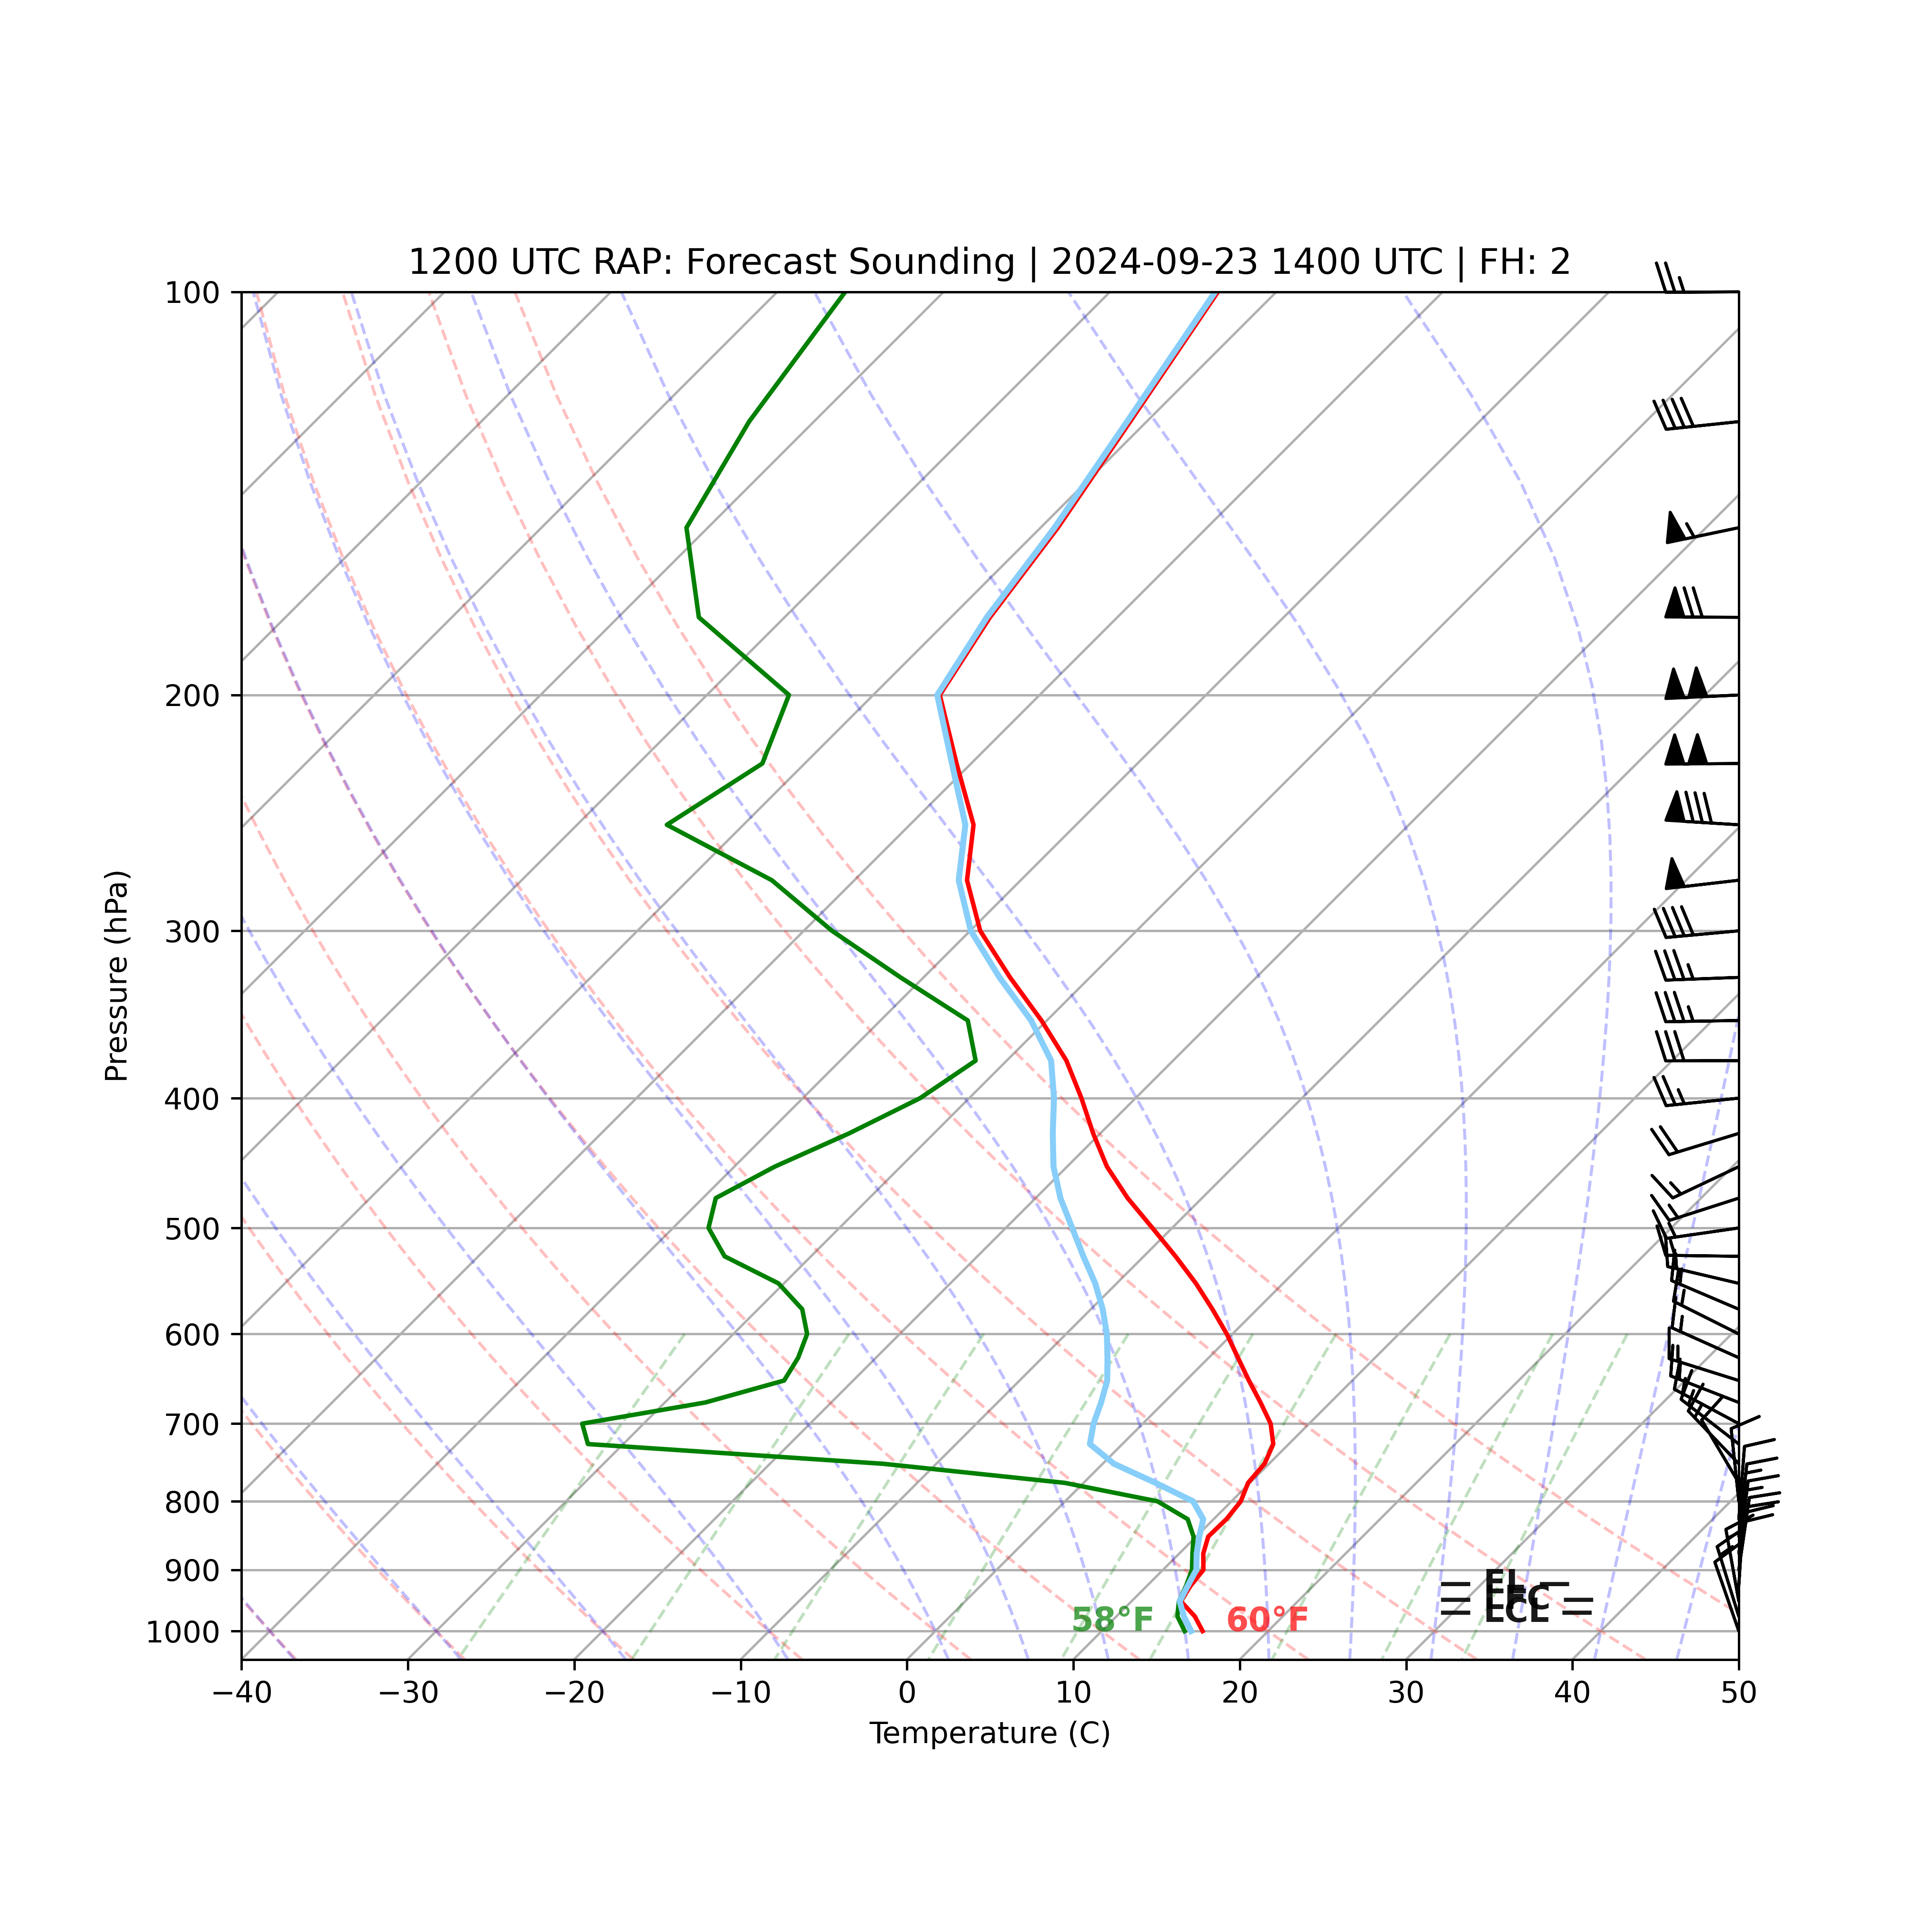 1200 UTC RAP: Forecast Sounding | 2024-09-23 1400 UTC | FH: 2
100
200
300
400
500
600
700
800
900
1000
Pressure (hPa)
58°F 60°F
— EL —
= LFC =
— LCL —
−40 −30 −20 −10 0 10 20 30 40 50
Temperature (C)